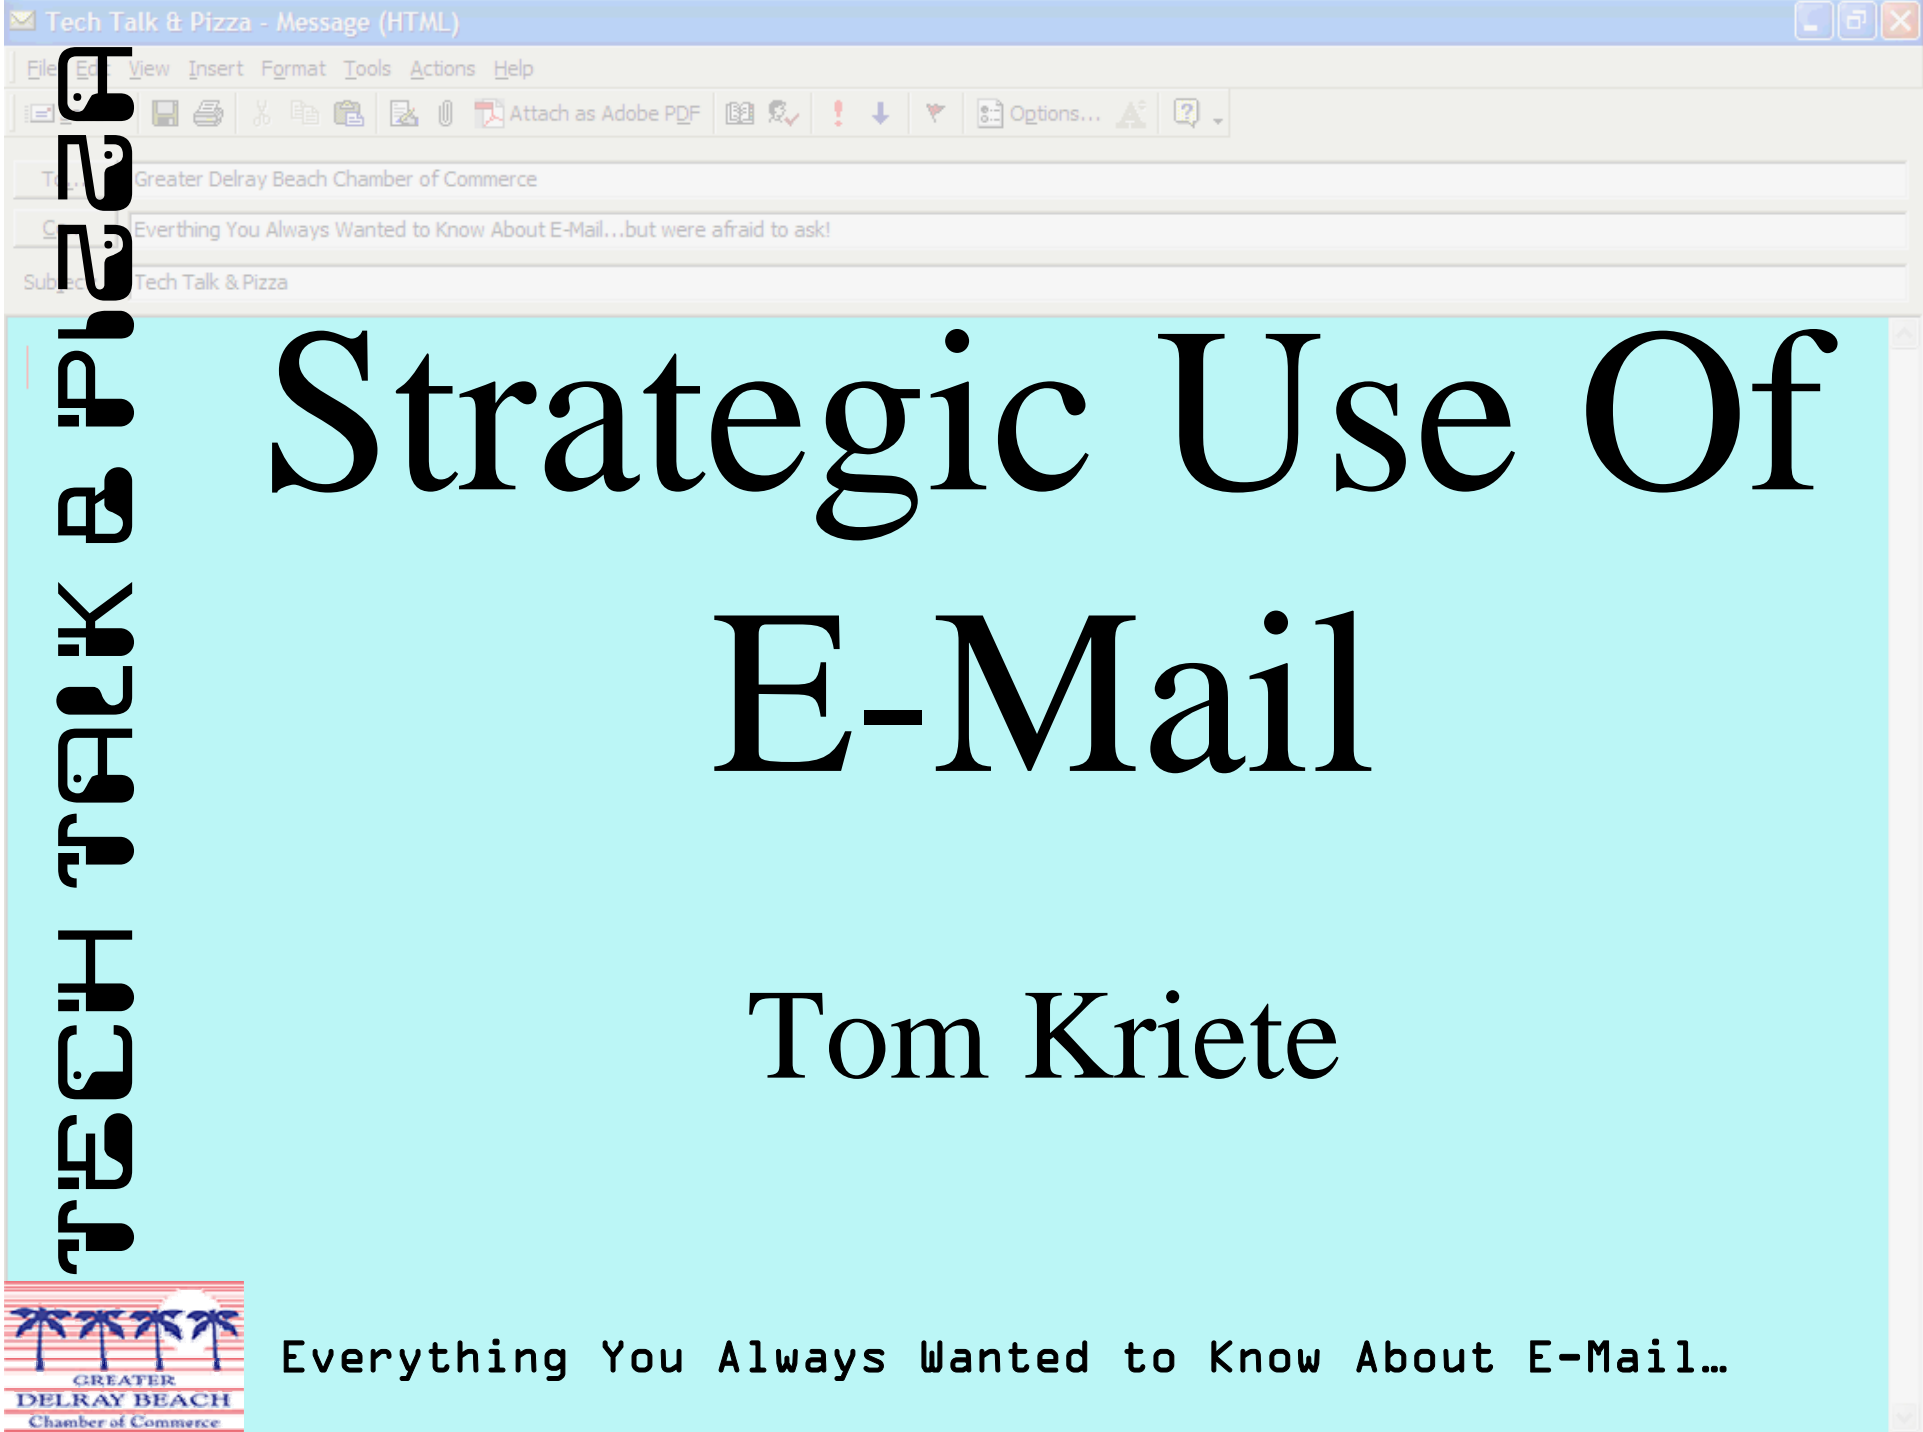 Tech Talk & Pizza - Message (HTML)
File Edit View Insert Format Tools Actions Help
Attach as Adobe PDF Options...
To... Greater Delray Beach Chamber of Commerce
Everthing You Always Wanted to Know About E-Mail...but were afraid to ask!
Subject: Tech Talk & Pizza
TECH TALK & PIZZA
Strategic Use Of
E-Mail
Tom Kriete
GREATER
DELRAY BEACH
Chamber of Commerce
Everything You Always Wanted to Know About E-Mail…